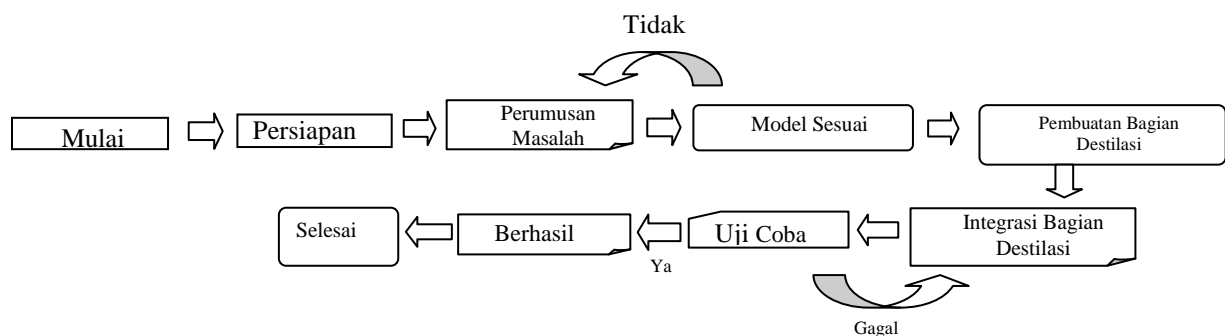 Tidak
Mulai
Persiapan
Perumusan
Masalah
Model Sesuai
Pembuatan Bagian
Destilasi
Integrasi Bagian
Destilasi
Uji Coba
Berhasil
Selesai
Ya
Gagal